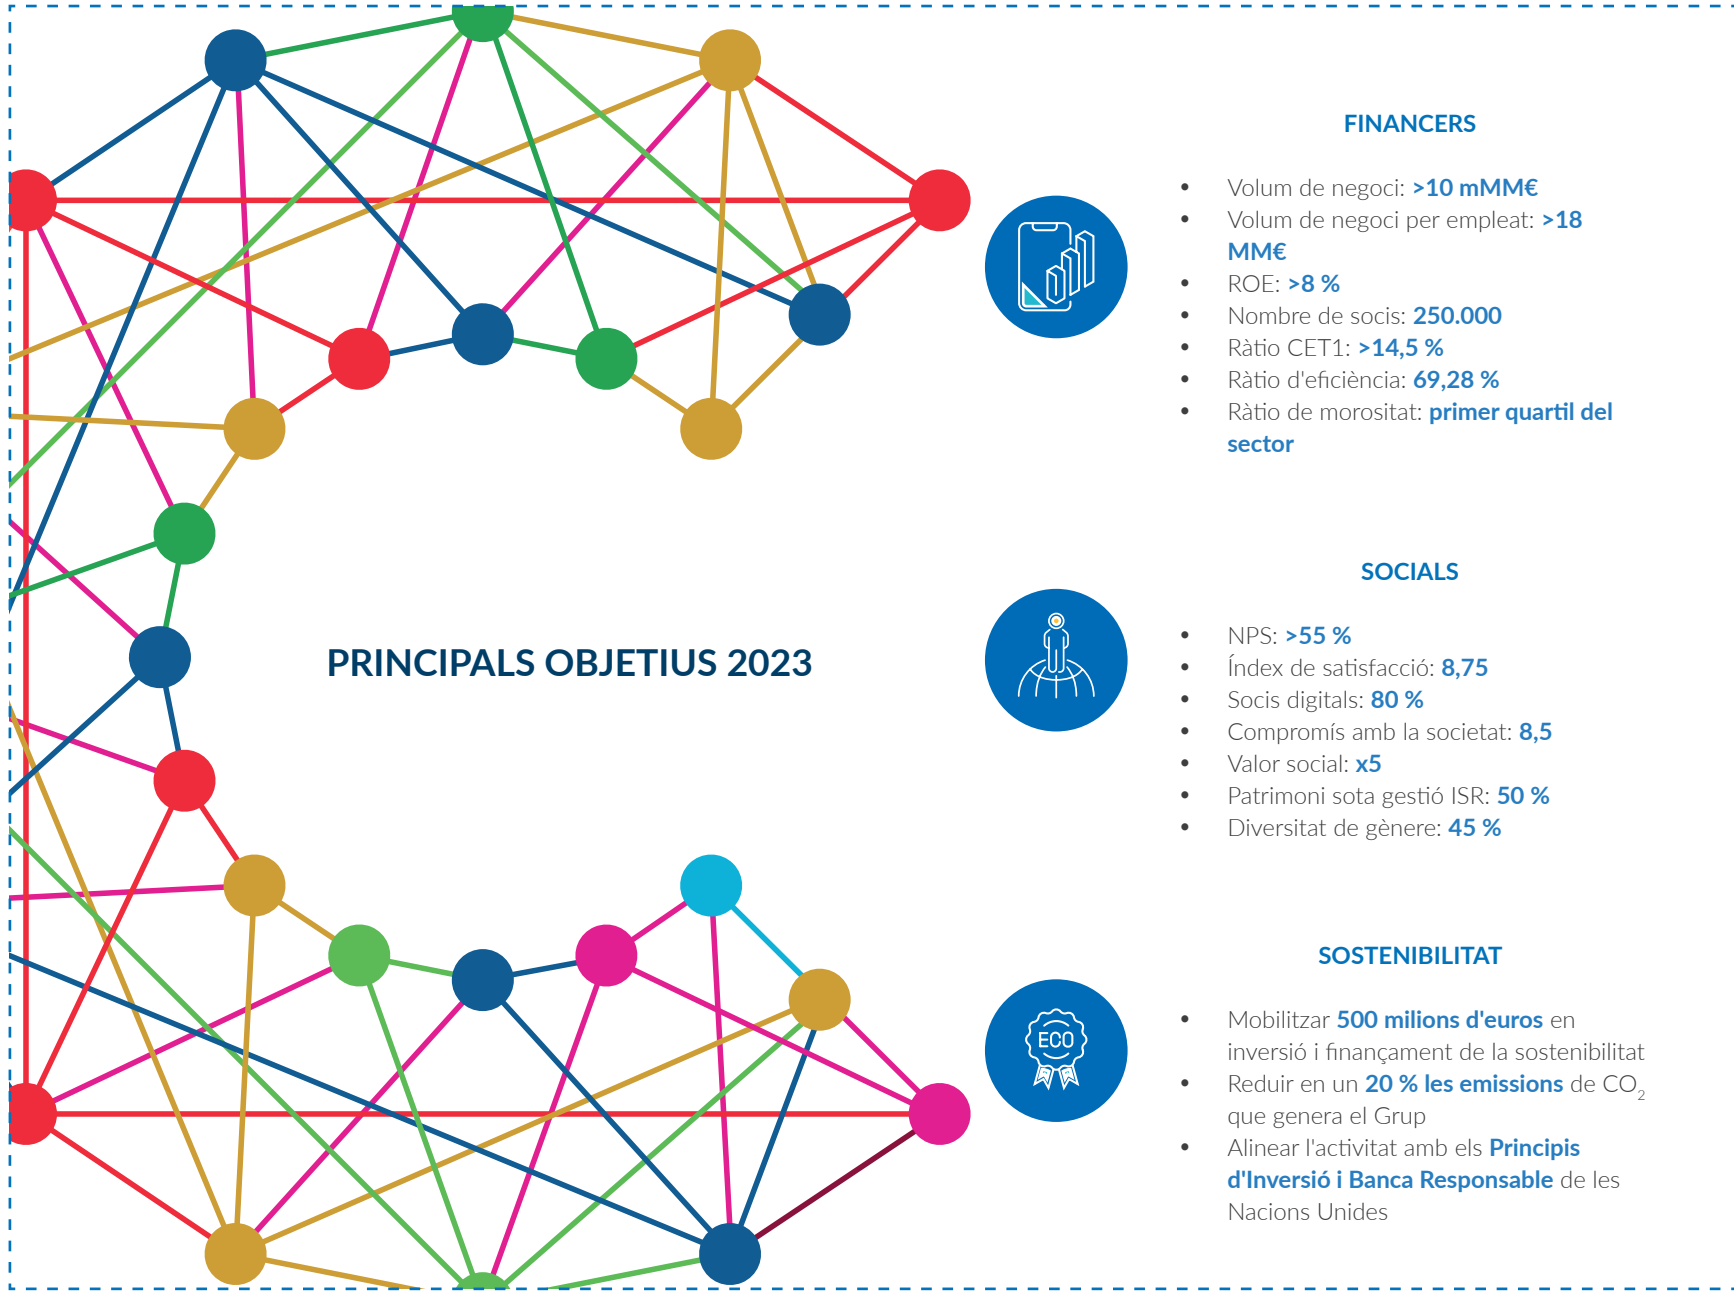 PRINCIPALS OBJETIUS 2023
FINANCERS
• Volum de negoci: >10 mMM€
• Volum de negoci per empleat: >18
MM€
• ROE: >8 %
• Nombre de socis: 250.000
• Ràtio CET1: >14,5 %
• Ràtio d'eficiència: 69,28 %
• Ràtio de morositat: primer quartil del
sector
SOCIALS
• NPS: >55 %
• Índex de satisfacció: 8,75
• Socis digitals: 80 %
• Compromís amb la societat: 8,5
• Valor social: x5
• Patrimoni sota gestió ISR: 50 %
• Diversitat de gènere: 45 %
ECO
SOSTENIBILITAT
• Mobilitzar 500 milions d'euros en
inversió i finançament de la sostenibilitat
• Reduir en un 20 % les emissions de CO₂
que genera el Grup
• Alinear l'activitat amb els Principis
d'Inversió i Banca Responsable de les
Nacions Unides